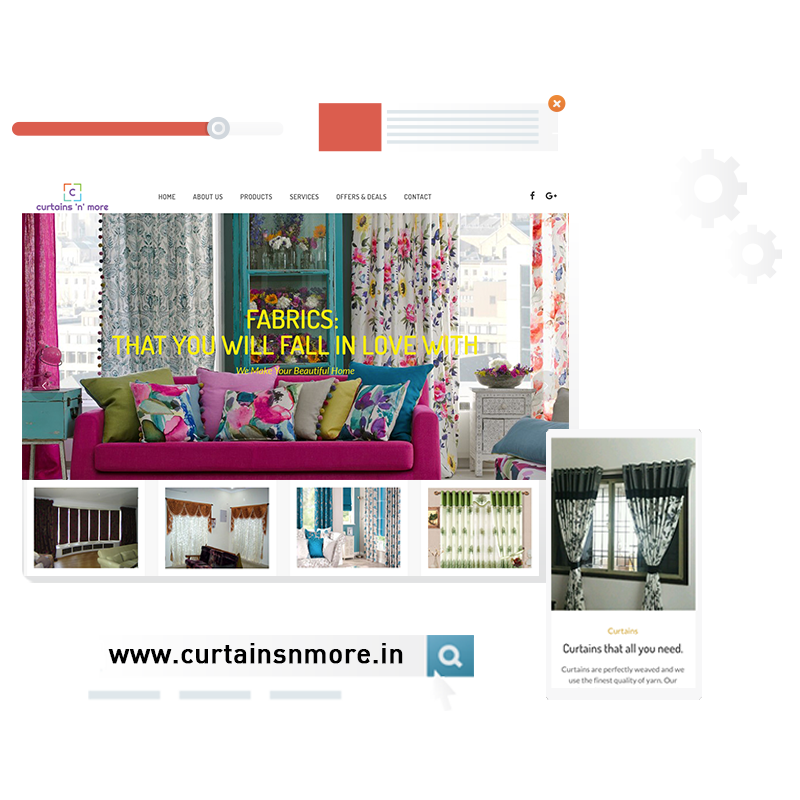 C
curtains 'n' more
HOME ABOUT US PRODUCTS SERVICES OFFERS & DEALS CONTACT
f G+
FABRICS:
THAT YOU WILL FALL IN LOVE WITH
We Make Your Beautiful Home
Curtains
Curtains that all you need.
Curtains are perfectly weaved and we
use the finest quality of yarn. Our
www.curtainsnmore.in